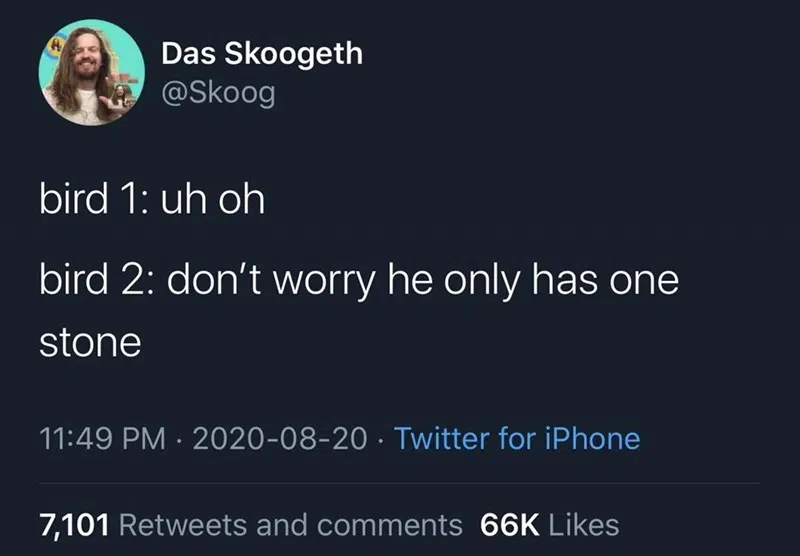 Das Skoogeth
@Skoog
bird 1: uh oh
bird 2: don’t worry he only has one
stone
11:49 PM · 2020-08-20 · Twitter for iPhone
7,101 Retweets and comments 66K Likes